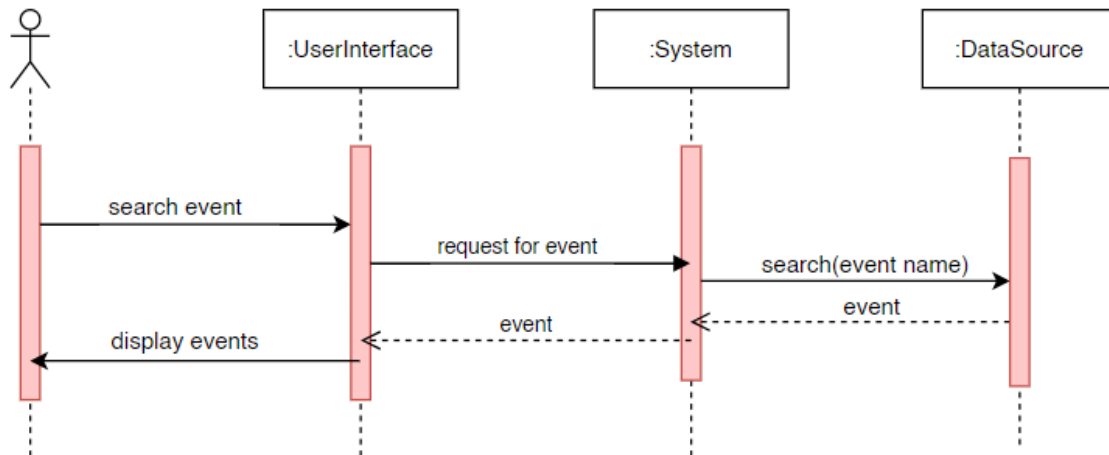 :UserInterface
:System
:DataSource
search event
request for event
search(event name)
event
event
display events